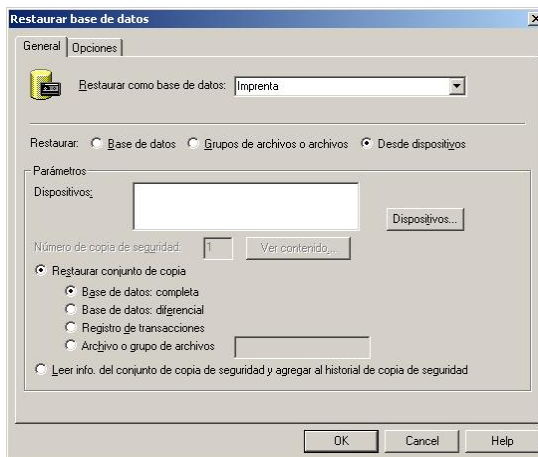 Restaurar base de datos
General Opciones
Restaurar como base de datos: Imprenta
Restaurar: Base de datos Grupos de archivos o archivos Desde dispositivos
Parámetros
Dispositivos:
Dispositivos...
Número de copia de seguridad: 1 Ver contenido...
Restaurar conjunto de copia
Base de datos: completa
Base de datos: diferencial
Registro de transacciones
Archivo o grupo de archivos
Leer info. del conjunto de copia de seguridad y agregar al historial de copia de seguridad
OK Cancel Help